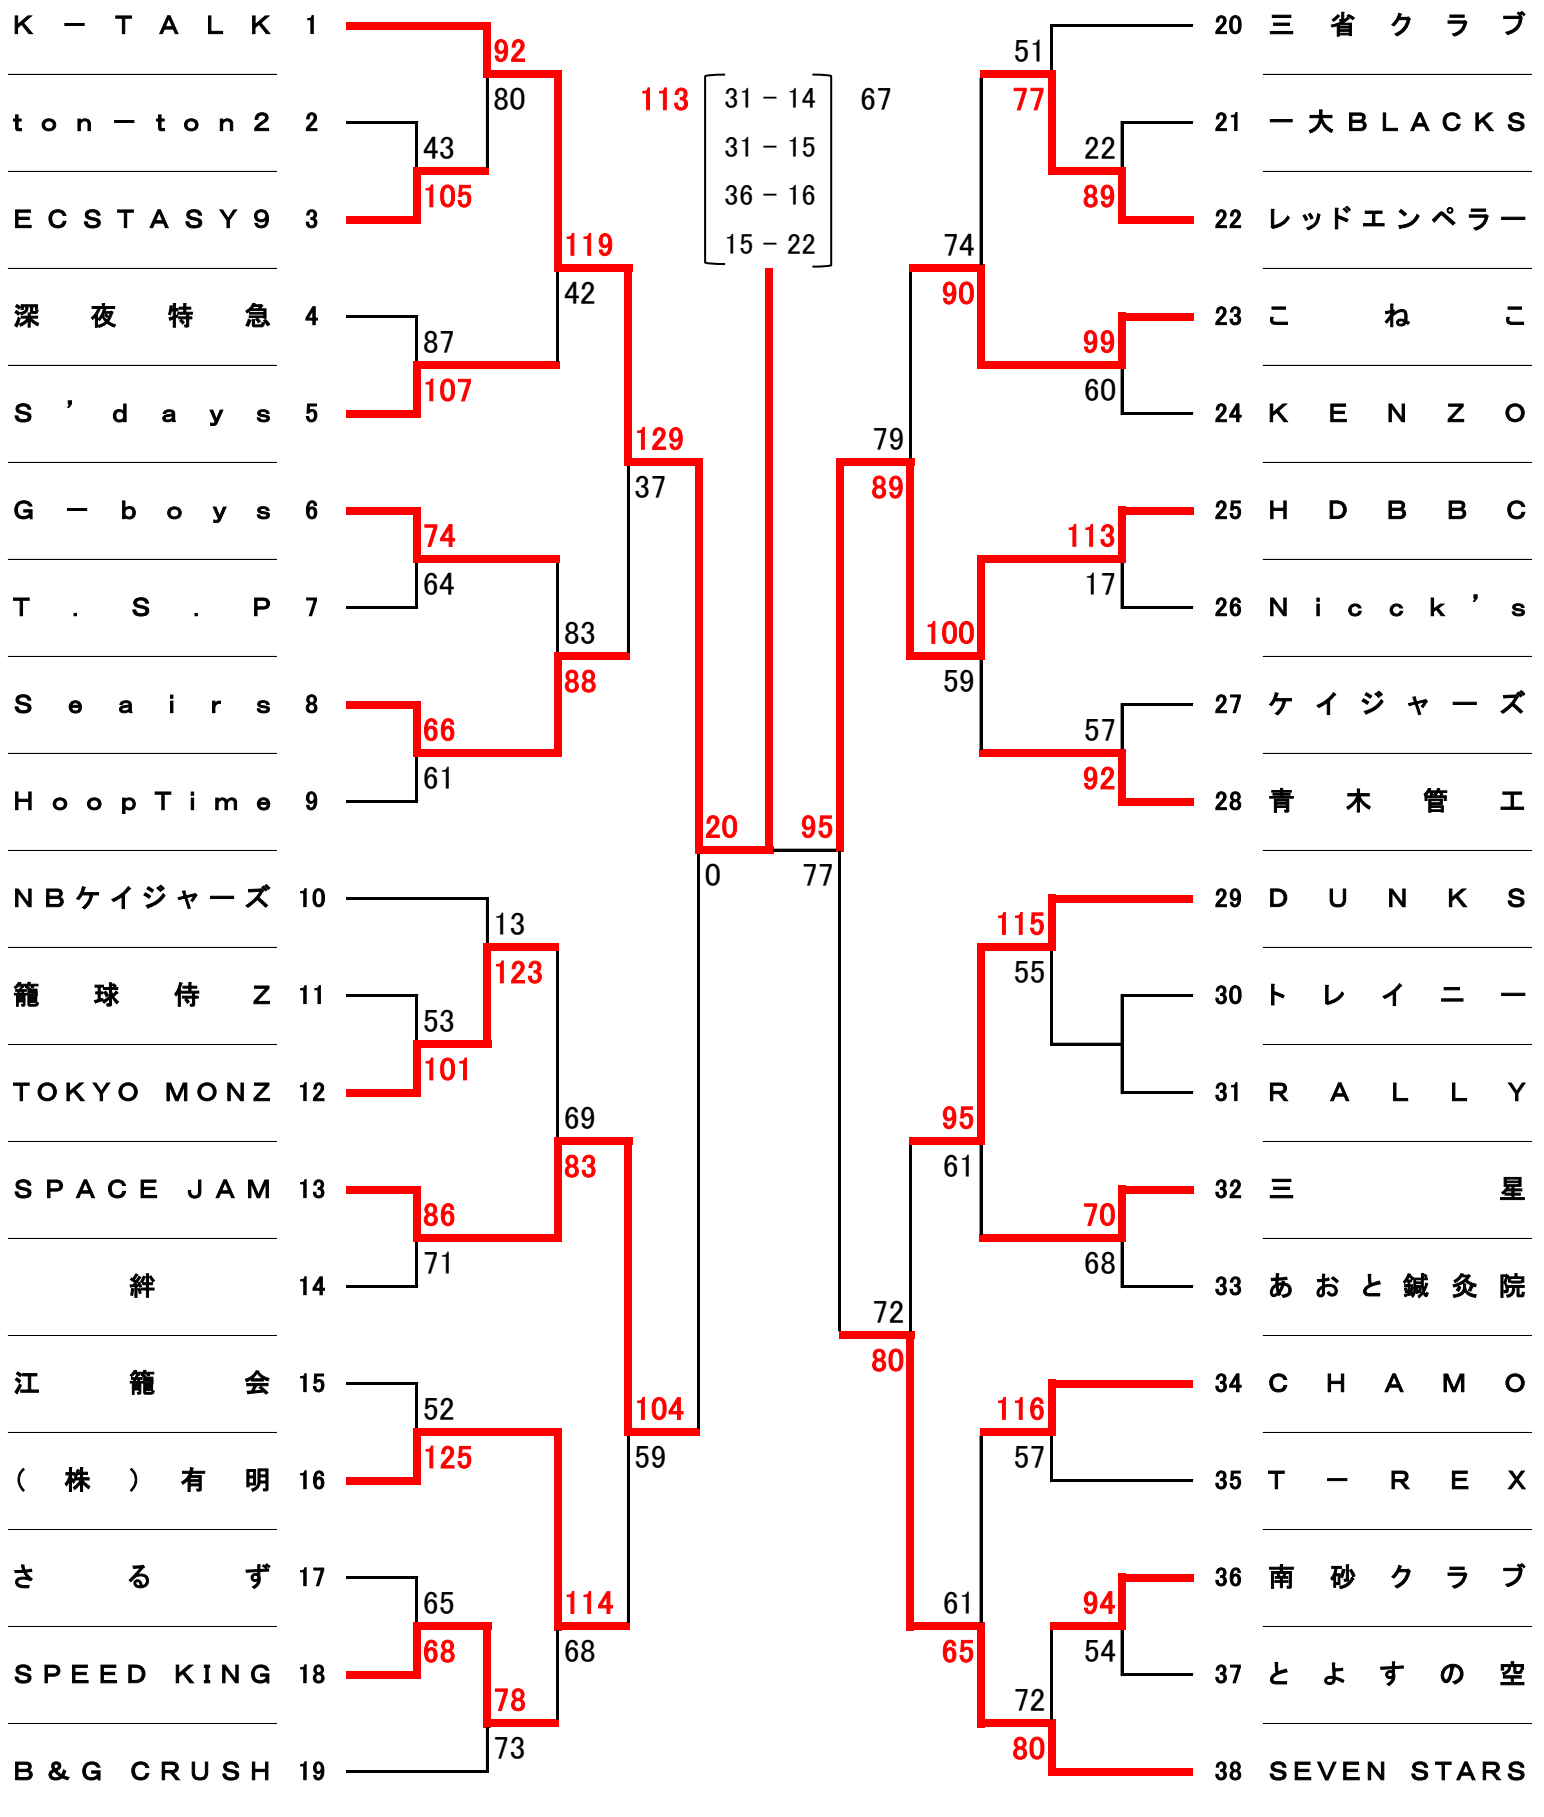 K－TALK 1
92
80
ton－ton2 2
43
105
ECSTASY9 3
119
42
深夜特急 4
87
107
S’days 5
129
37
G－boys 6
74
64
T.S.P 7
83
88
Seairs 8
66
61
HoopTime 9
20
0
NBケイジャーズ 10
13
123
籠球侍Z 11
53
101
TOKYO MONZ 12
69
83
SPACE JAM 13
86
71
絆 14
江籠会 15
52
125
104
59
(株)有明 16
さるず 17
65
68
114
68
SPEED KING 18
78
73
B&G CRUSH 19
113
31－14
31－15
36－16
15－22
67
20 三省クラブ
51
77
21 一大BLACKS
22
89
22 レッドエンペラー
74
90
23 こねこ
99
60
24 KENZO
79
89
25 HDBBC
113
17
26 Nicck’s
100
59
27 ケイジャーズ
57
92
28 青木管工
95
77
29 DUNKS
115
55
30 トレイニー
31 RALLY
95
61
32 三星
70
68
33 あおと鍼灸院
72
80
34 CHAMO
116
57
35 T－REX
36 南砂クラブ
94
54
61
65
37 とよすの空
72
80
38 SEVEN STARS